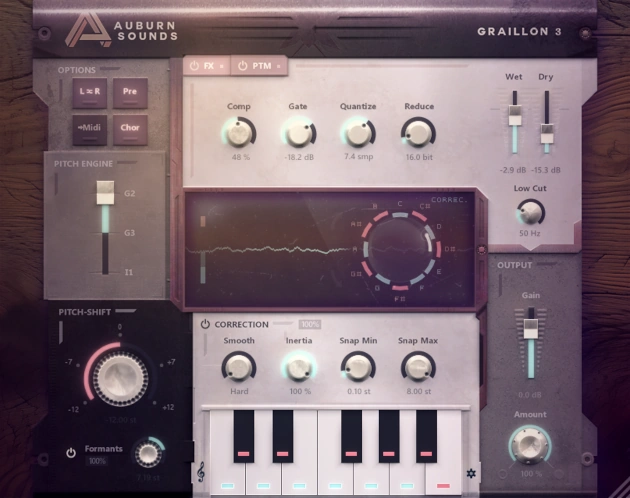 AUBURN
SOUNDS
GRAILLON 3
OPTIONS
FX
PTM
Wet Dry
L≈R Pre
Comp Gate Quantize Reduce
→Midi Chor
48 % -18.2 dB 7.4 smp 16.0 bit
PITCH ENGINE
-2.9 dB -15.3 dB
G2
Low Cut
G3
50 Hz
I1
CORREC.
B C C# D D# E F F# G G# A A#
OUTPUT
PITCH-SHIFT
Gain
0
CORRECTION 100%
Smooth Inertia Snap Min Snap Max
-7 +7
Hard 100 % 0.10 st 8.00 st
-12 +12
0.0 dB
Amount
Formants
100%
100 %